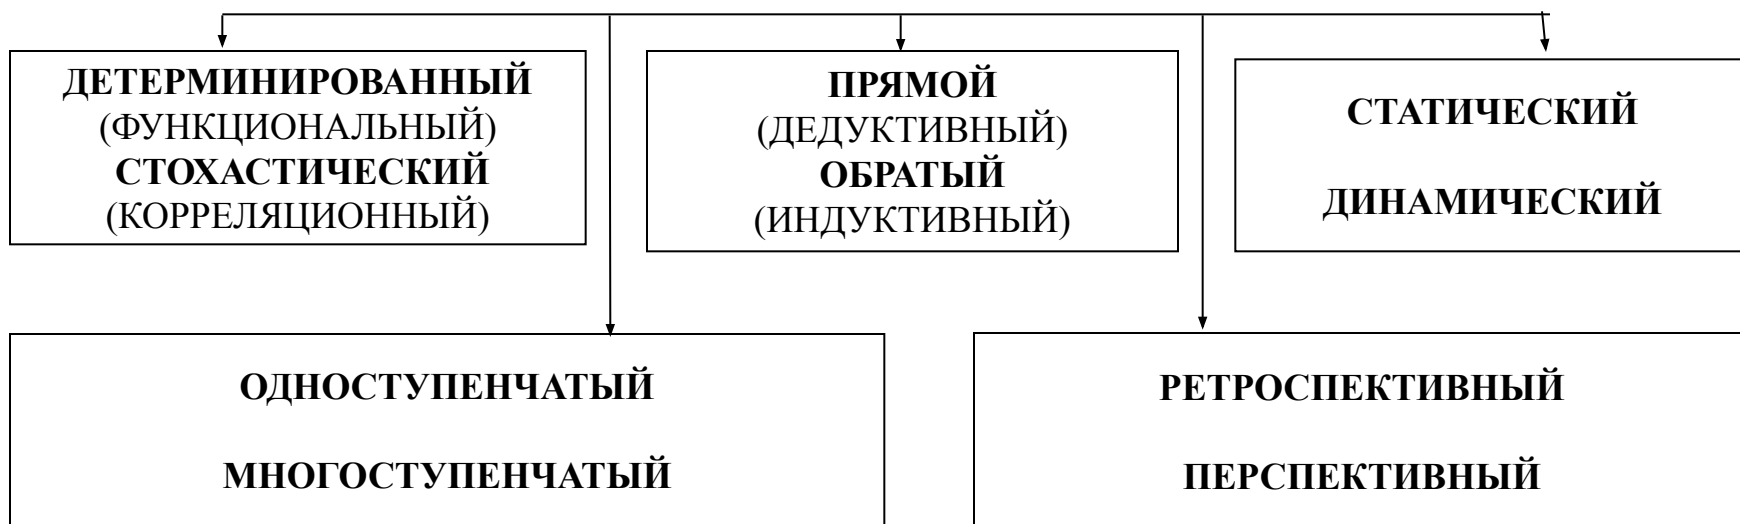 ДЕТЕРМИНИРОВАННЫЙ
(ФУНКЦИОНАЛЬНЫЙ)
СТОХАСТИЧЕСКИЙ
(КОРРЕЛЯЦИОННЫЙ)
ПРЯМОЙ
(ДЕДУКТИВНЫЙ)
ОБРАТЫЙ
(ИНДУКТИВНЫЙ)
СТАТИЧЕСКИЙ
ДИНАМИЧЕСКИЙ
ОДНОСТУПЕНЧАТЫЙ
МНОГОСТУПЕНЧАТЫЙ
РЕТРОСПЕКТИВНЫЙ
ПЕРСПЕКТИВНЫЙ